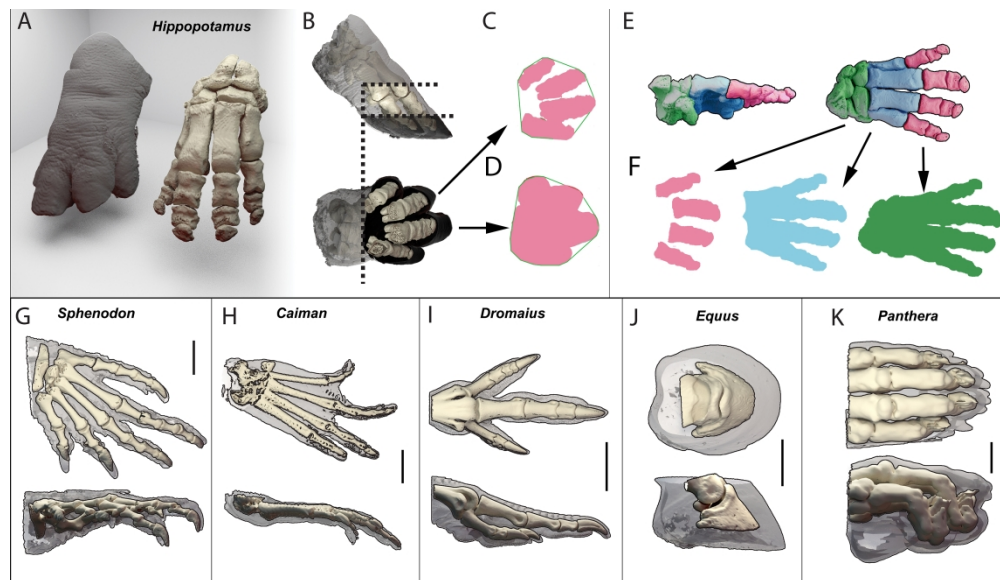 A
Hippopotamus
B
C
D
E
F
G
Sphenodon
H
Caiman
I
Dromaius
J
Equus
K
Panthera